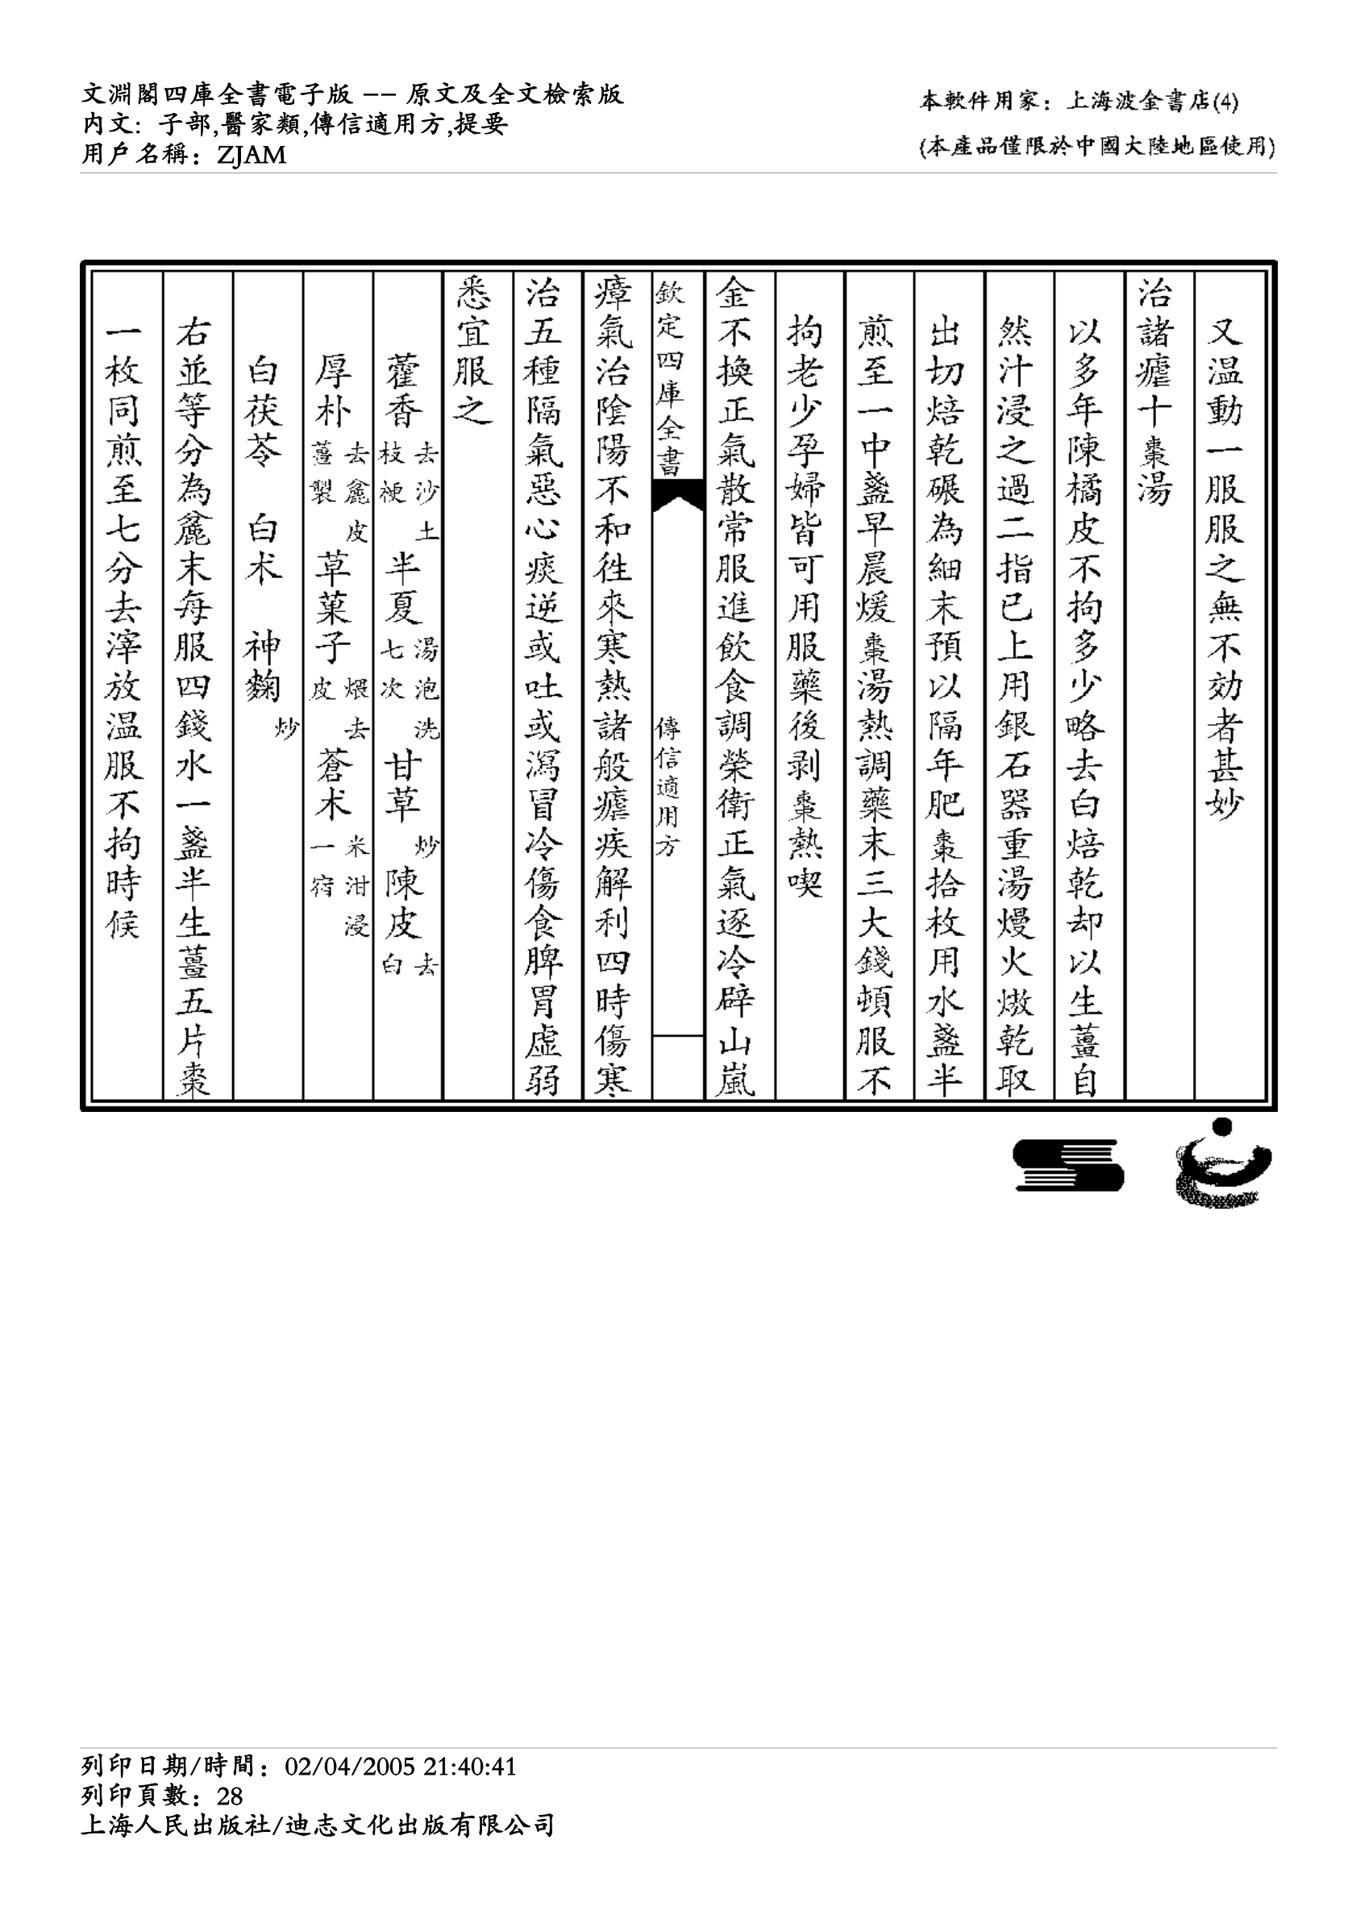 文淵閣四庫全書電子版 -- 原文及全文檢索版
內文: 子部,醫家類,傳信適用方,提要
用戶名稱: ZJAM
本軟件用家: 上海波金書店(4)
(本產品僅限於中國大陸地區使用)
又温動一服服之無不効者甚妙
治諸瘧十棗湯
以多年陳橘皮不拘多少略去白焙乾却以生薑自
然汁浸之過二指已上用銀石器重湯熳火熬乾取
出切焙乾碾為細末預以隔年肥棗拾枚用水盞半
煎至一中盞早晨煖棗湯熱調藥末三大錢頓服不
拘老少孕婦皆可用服藥後剥棗熱喫
金不換正氣散常服進飲食調榮衛正氣逐冷辟山嵐
欽定四庫全書 傳信適用方
瘴氣治陰陽不和徃來寒熱諸般瘧疾解利四時傷寒
治五種隔氣惡心痰逆或吐或瀉冒冷傷食脾胃虛弱
悉宜服之
藿香去沙土枝梗 半夏湯泡洗七次 甘草炒 陳皮去白
厚朴去麄皮薑製 草菓子煨去皮 蒼术米泔浸一宿
白茯苓 白术 神麴炒
右並等分為麄末每服四錢水一盞半生薑五片棗
一枚同煎至七分去滓放温服不拘時候
列印日期/時間: 02/04/2005 21:40:41
列印頁數: 28
上海人民出版社/迪志文化出版有限公司